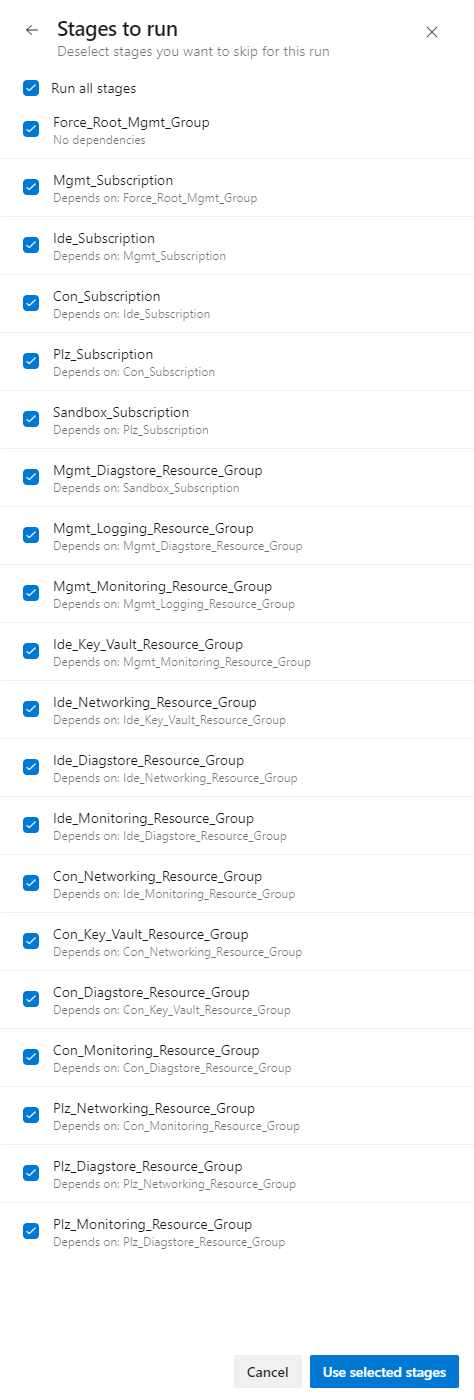 Stages to run
Deselect stages you want to skip for this run
Run all stages
Force_Root_Mgmt_Group
No dependencies
Mgmt_Subscription
Depends on: Force_Root_Mgmt_Group
Ide_Subscription
Depends on: Mgmt_Subscription
Con_Subscription
Depends on: Ide_Subscription
Plz_Subscription
Depends on: Con_Subscription
Sandbox_Subscription
Depends on: Plz_Subscription
Mgmt_Diagstore_Resource_Group
Depends on: Sandbox_Subscription
Mgmt_Logging_Resource_Group
Depends on: Mgmt_Diagstore_Resource_Group
Mgmt_Monitoring_Resource_Group
Depends on: Mgmt_Logging_Resource_Group
Ide_Key_Vault_Resource_Group
Depends on: Mgmt_Monitoring_Resource_Group
Ide_Networking_Resource_Group
Depends on: Ide_Key_Vault_Resource_Group
Ide_Diagstore_Resource_Group
Depends on: Ide_Networking_Resource_Group
Ide_Monitoring_Resource_Group
Depends on: Ide_Diagstore_Resource_Group
Con_Networking_Resource_Group
Depends on: Ide_Monitoring_Resource_Group
Con_Key_Vault_Resource_Group
Depends on: Con_Networking_Resource_Group
Con_Diagstore_Resource_Group
Depends on: Con_Key_Vault_Resource_Group
Con_Monitoring_Resource_Group
Depends on: Con_Diagstore_Resource_Group
Plz_Networking_Resource_Group
Depends on: Con_Monitoring_Resource_Group
Plz_Diagstore_Resource_Group
Depends on: Plz_Networking_Resource_Group
Plz_Monitoring_Resource_Group
Depends on: Plz_Diagstore_Resource_Group
Cancel
Use selected stages